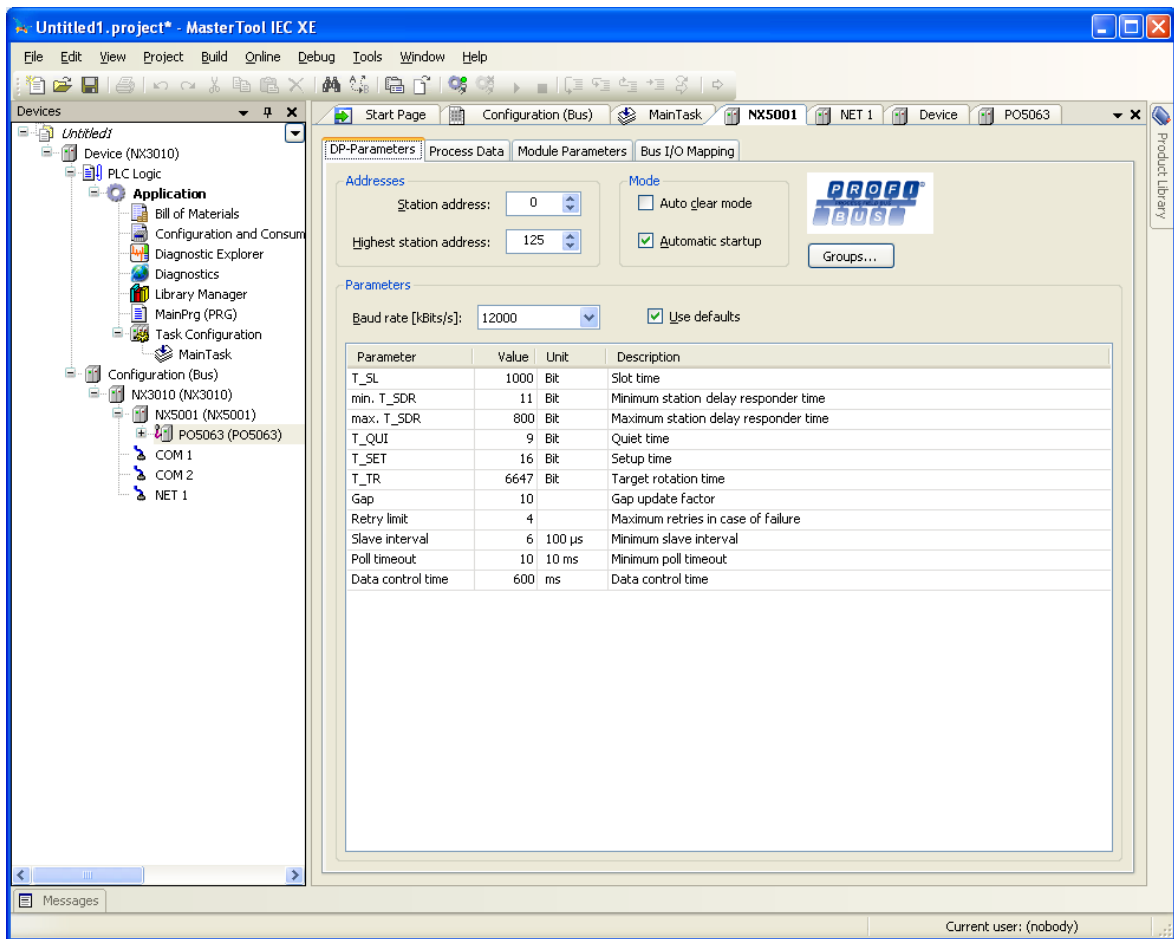 Untitled1.project* - MasterTool IEC XE
File Edit View Project Build Online Debug Tools Window Help
Devices
Untitled1
Device (NX3010)
PLC Logic
Application
Bill of Materials
Configuration and Consum
Diagnostic Explorer
Diagnostics
Library Manager
MainPrg (PRG)
Task Configuration
MainTask
Configuration (Bus)
NX3010 (NX3010)
NX5001 (NX5001)
PO5063 (PO5063)
COM 1
COM 2
NET 1
Start Page Configuration (Bus) MainTask NX5001 NET 1 Device PO5063
DP-Parameters Process Data Module Parameters Bus I/O Mapping
Addresses
Station address: 0
Highest station address: 125
Mode
Auto clear mode
Automatic startup
PROFI
PROCESS FIELD BUS
BUS
Groups...
Parameters
Baud rate [kBits/s]: 12000 Use defaults
Parameter Value Unit Description
T_SL 1000 Bit Slot time
min. T_SDR 11 Bit Minimum station delay responder time
max. T_SDR 800 Bit Maximum station delay responder time
T_QUI 9 Bit Quiet time
T_SET 16 Bit Setup time
T_TR 6647 Bit Target rotation time
Gap 10 Gap update factor
Retry limit 4 Maximum retries in case of failure
Slave interval 6 100 µs Minimum slave interval
Poll timeout 10 10 ms Minimum poll timeout
Data control time 600 ms Data control time
Product Library
Messages
Current user: (nobody)